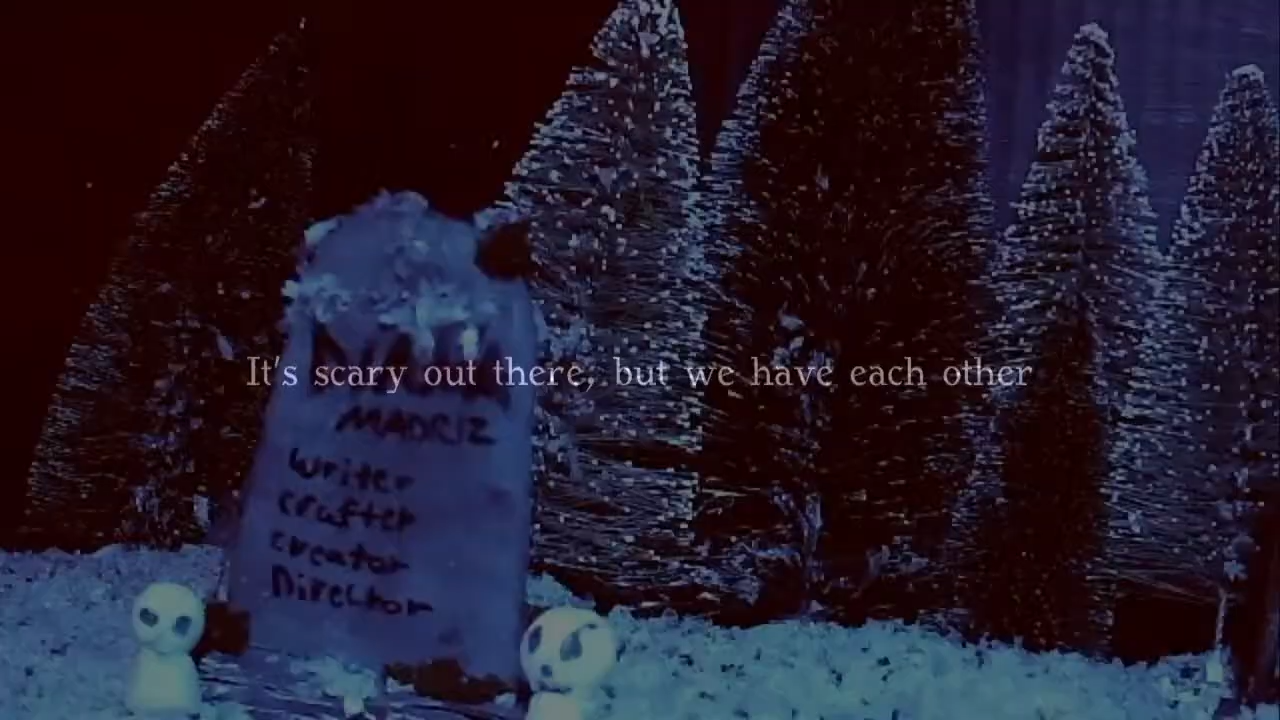 It's scary out there, but we have each other
MADRIZ
writer
crafter
creator
Director